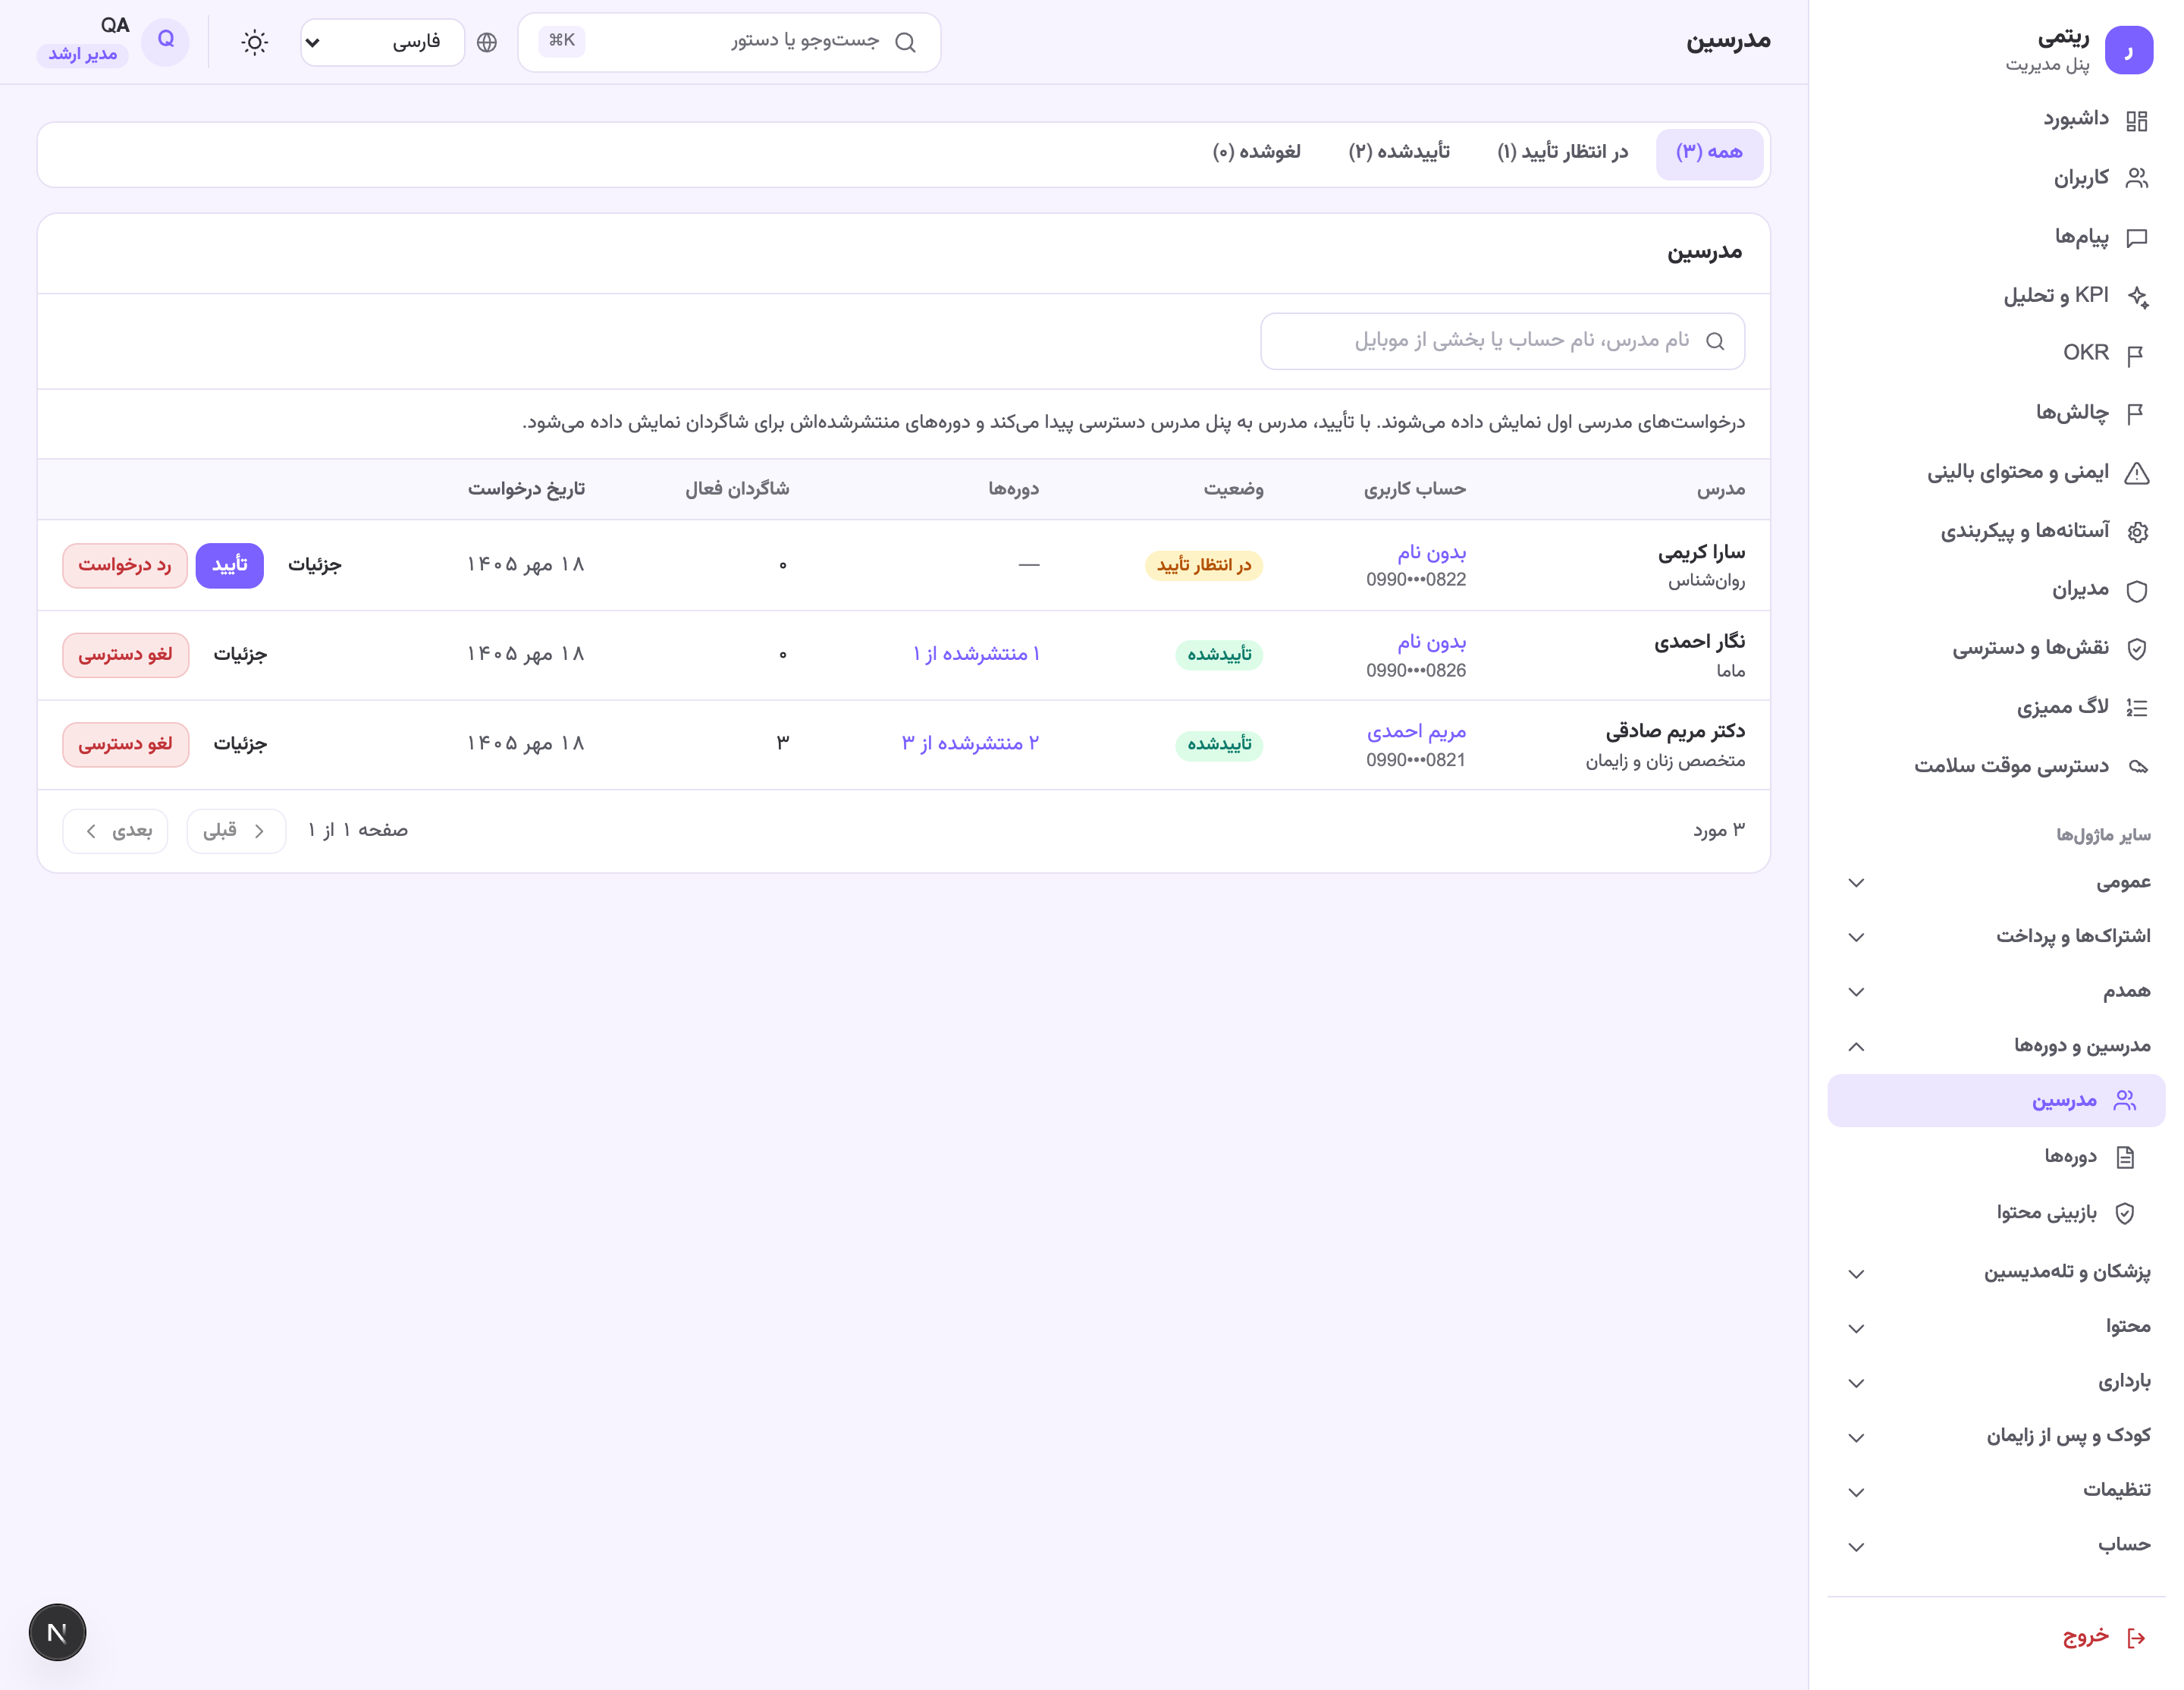 ریتمی
پنل مدیریت
داشبورد
کاربران
پیام‌ها
KPI و تحلیل
OKR
چالش‌ها
ایمنی و محتوای بالینی
آستانه‌ها و پیکربندی
مدیران
نقش‌ها و دسترسی
لاگ ممیزی
دسترسی موقت سلامت
سایر ماژول‌ها
عمومی
اشتراک‌ها و پرداخت
همدم
مدرسین و دوره‌ها
مدرسین
دوره‌ها
بازبینی محتوا
پزشکان و تله‌مدیسین
محتوا
بارداری
کودک و پس از زایمان
تنظیمات
حساب
خروج
مدرسین
جست‌وجو یا دستور
⌘K
فارسی
Q
QA
مدیر ارشد
همه (۳) در انتظار تأیید (۱) تأییدشده (۲) لغوشده (۰)
مدرسین
نام مدرس، نام حساب یا بخشی از موبایل
درخواست‌های مدرسی اول نمایش داده می‌شوند. با تأیید، مدرس به پنل مدرس دسترسی پیدا می‌کند و دوره‌های منتشرشده‌اش برای شاگردان نمایش داده می‌شود.
مدرس حساب کاربری وضعیت دوره‌ها شاگردان فعال تاریخ درخواست
سارا کریمی بدون نام در انتظار تأیید — ۰ ۱۸ مهر ۱۴۰۵ جزئیات تأیید رد درخواست
روان‌شناس 0990•••0822
نگار احمدی بدون نام تأییدشده ۱ منتشرشده از ۱ ۰ ۱۸ مهر ۱۴۰۵ جزئیات لغو دسترسی
ماما 0990•••0826
دکتر مریم صادقی مریم احمدی تأییدشده ۲ منتشرشده از ۳ ۳ ۱۸ مهر ۱۴۰۵ جزئیات لغو دسترسی
متخصص زنان و زایمان 0990•••0821
۳ مورد صفحه ۱ از ۱ قبلی بعدی